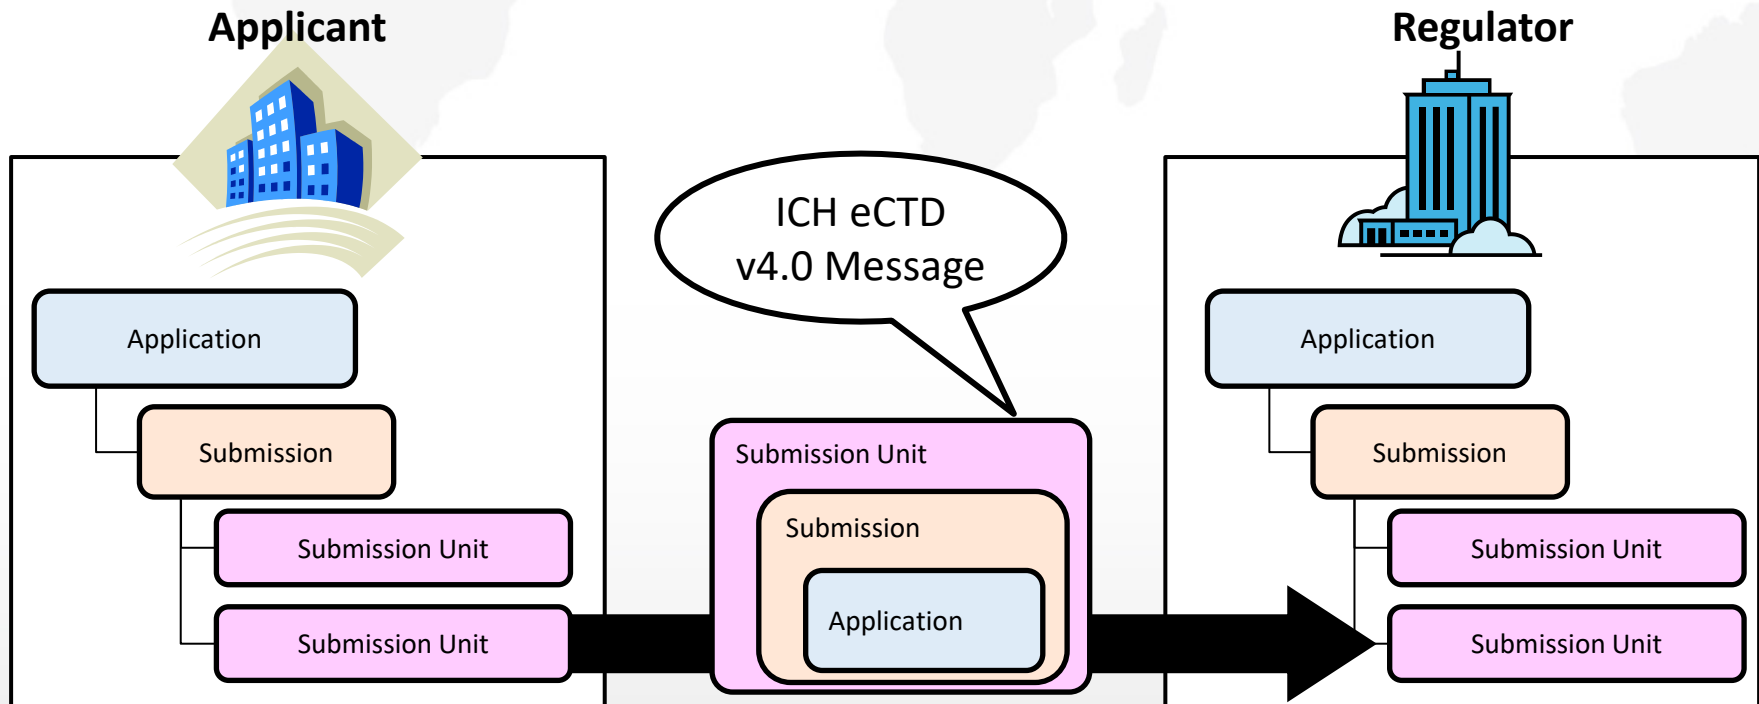 Applicant
Regulator
ICH eCTD
v4.0 Message
Application
Submission
Submission Unit
Submission Unit
Submission Unit
Submission
Application
Application
Submission
Submission Unit
Submission Unit